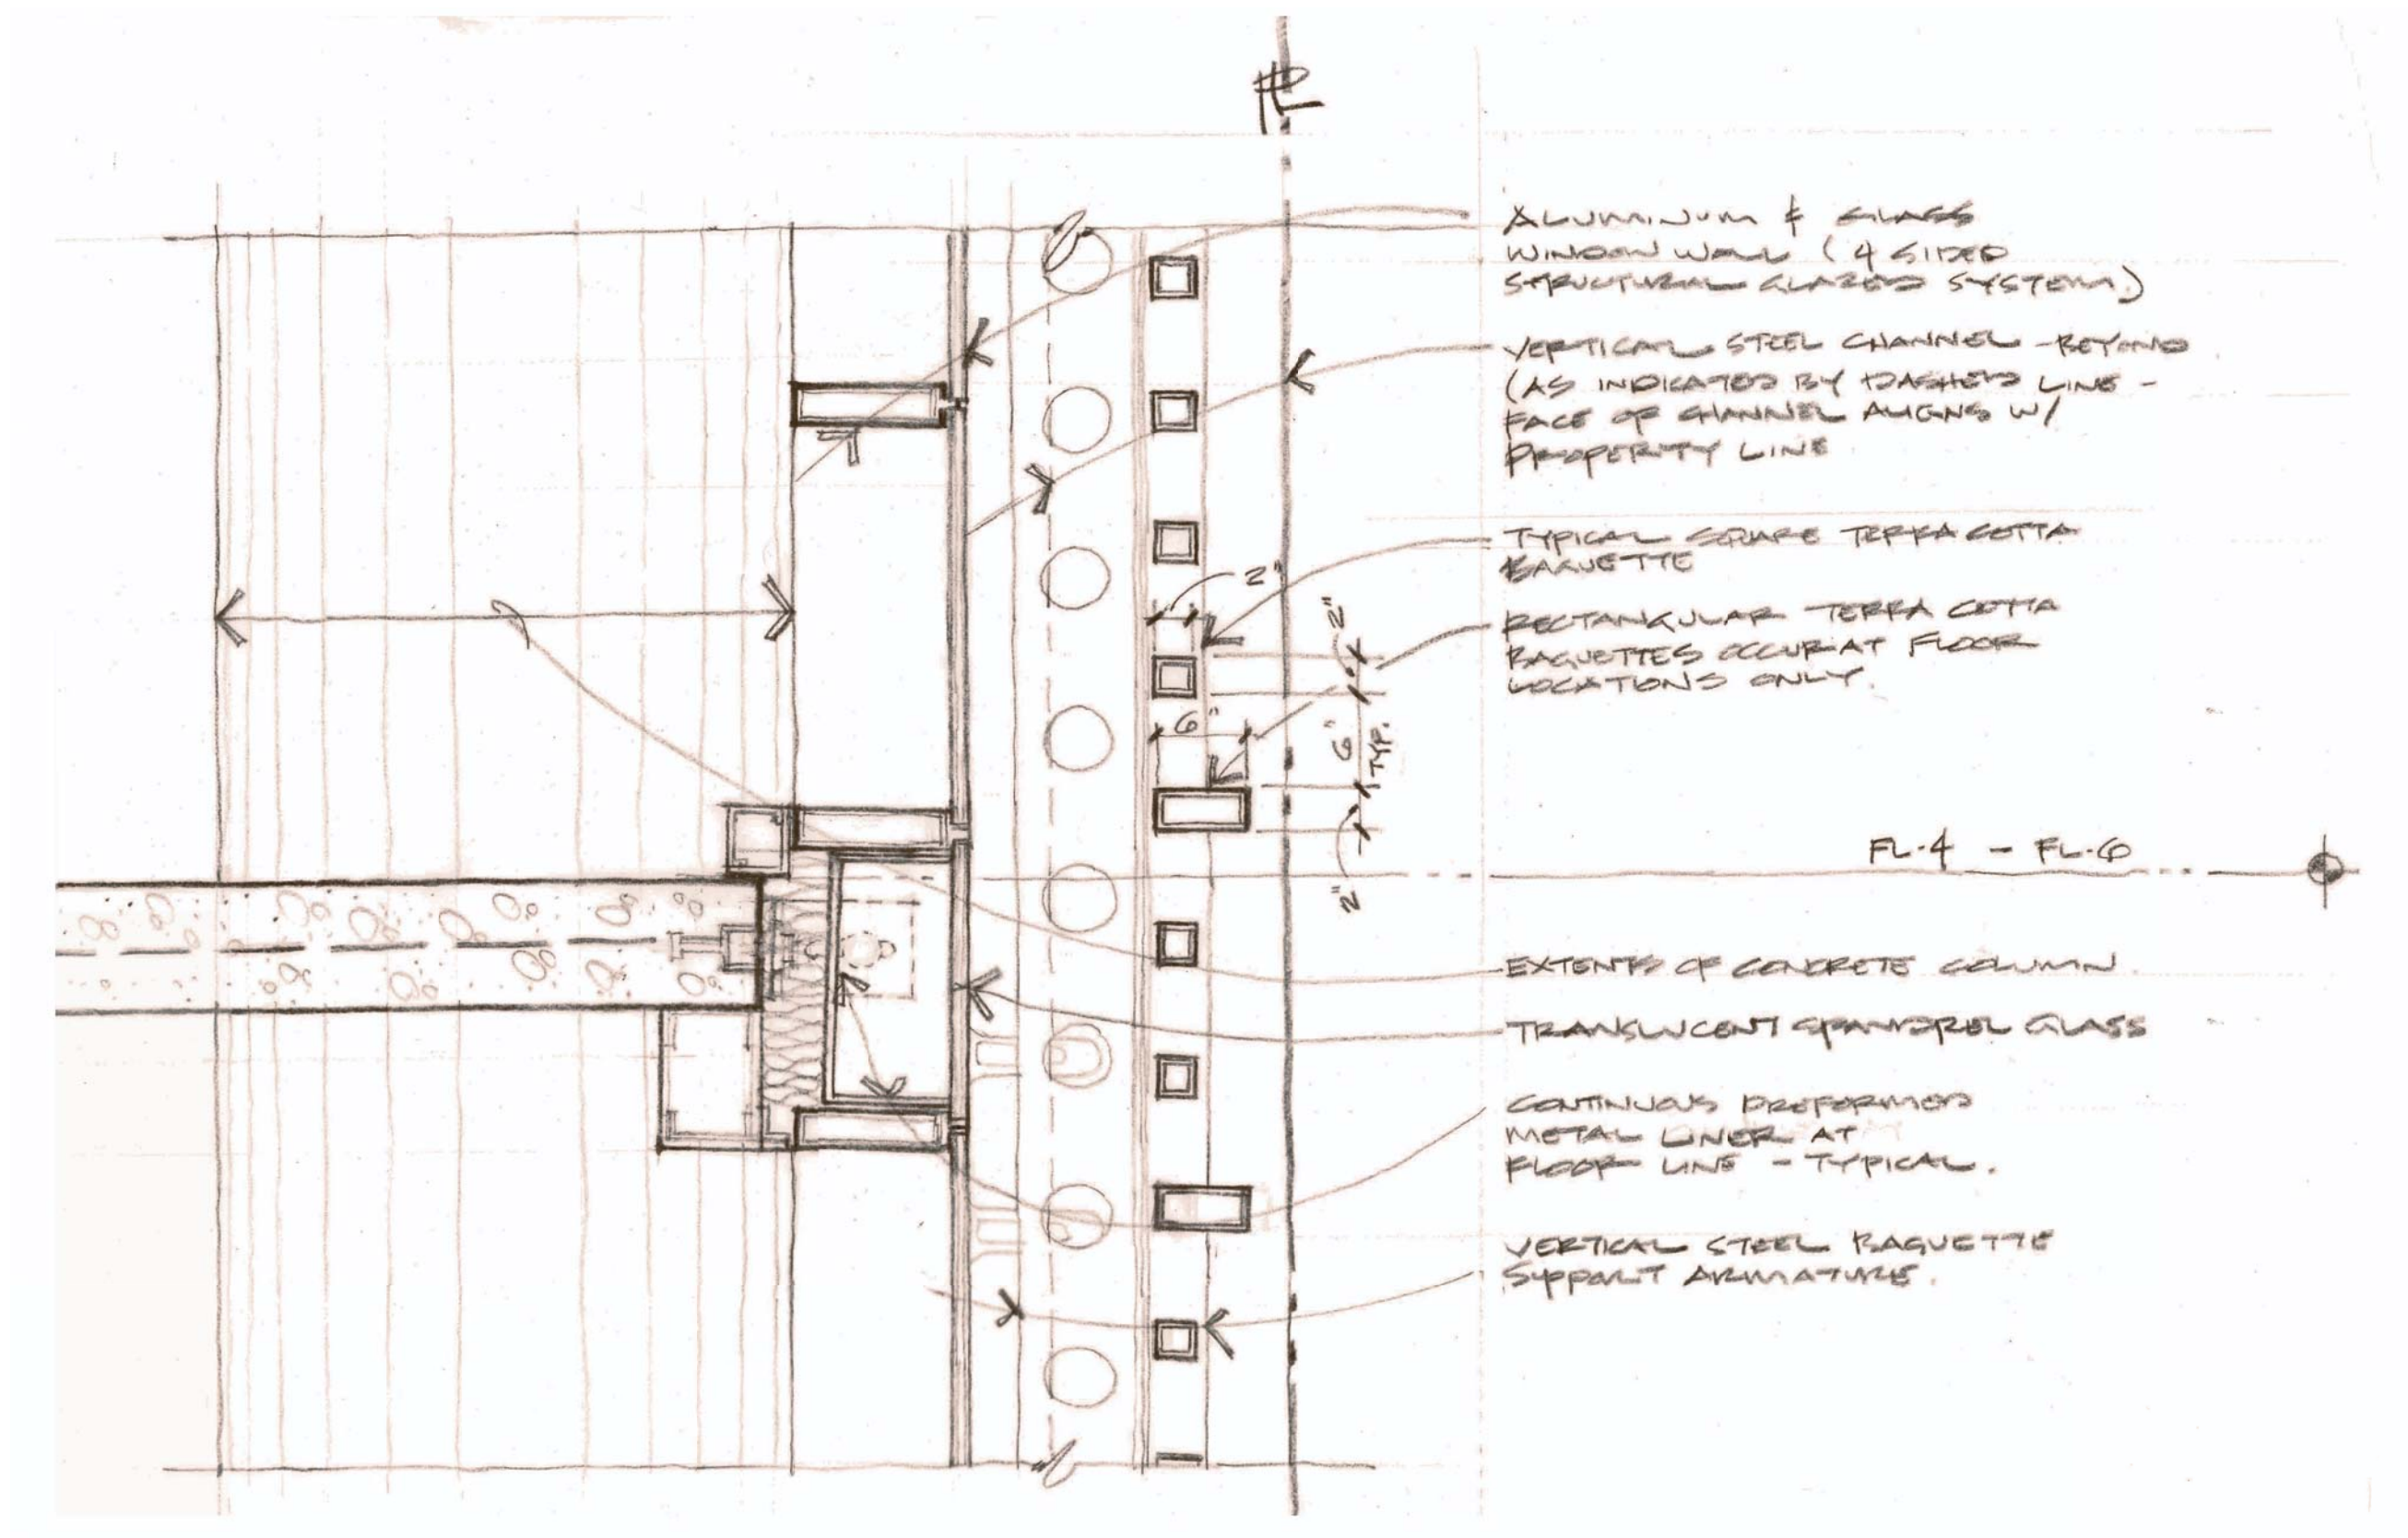 PL
ALUMINUM & GLASS
WINDOW WALL (4 SIDED
STRUCTURAL GLAZED SYSTEM)
VERTICAL STEEL CHANNEL - BEYOND
(AS INDICATED BY DASHED LINE -
FACE OF CHANNEL ALIGNS W/
PROPERTY LINE
TYPICAL SQUARE TERRA COTTA
BAGUETTE
2"
2"
RECTANGULAR TERRA COTTA
BAGUETTES OCCUR AT FLOOR
LOCATIONS ONLY.
6"
6"
TYP.
2"
FL.4 - FL.6
EXTENTS OF CONCRETE COLUMN
TRANSLUCENT SPANDREL GLASS
CONTINUOUS PREFORMED
METAL LINER AT
FLOOR LINE - TYPICAL.
VERTICAL STEEL BAGUETTE
SUPPORT ARMATURE.